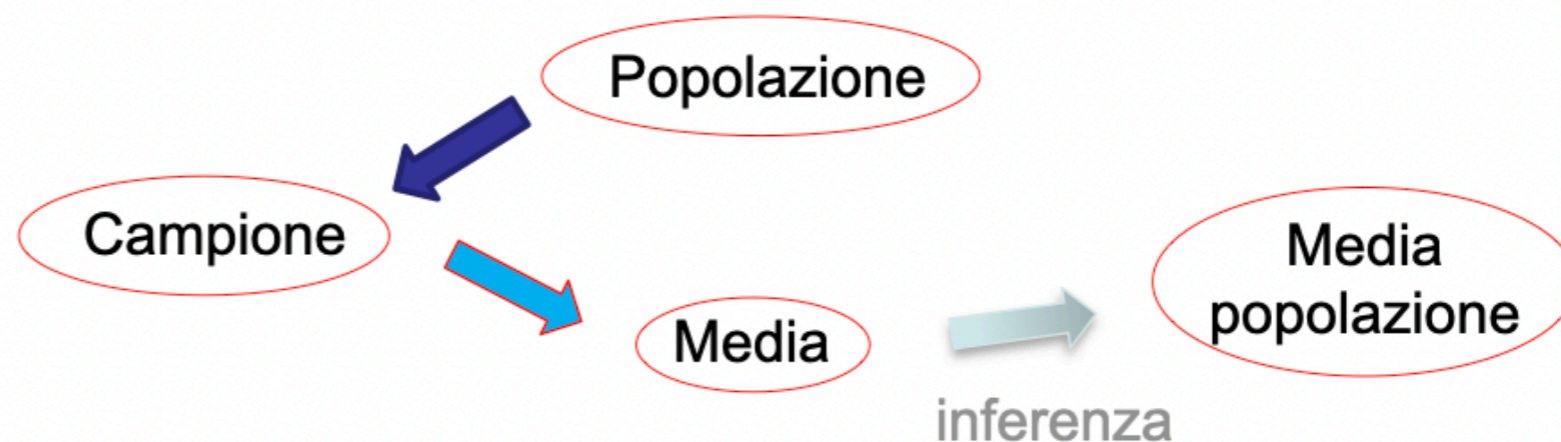 Popolazione
Campione
Media
Media
popolazione
inferenza